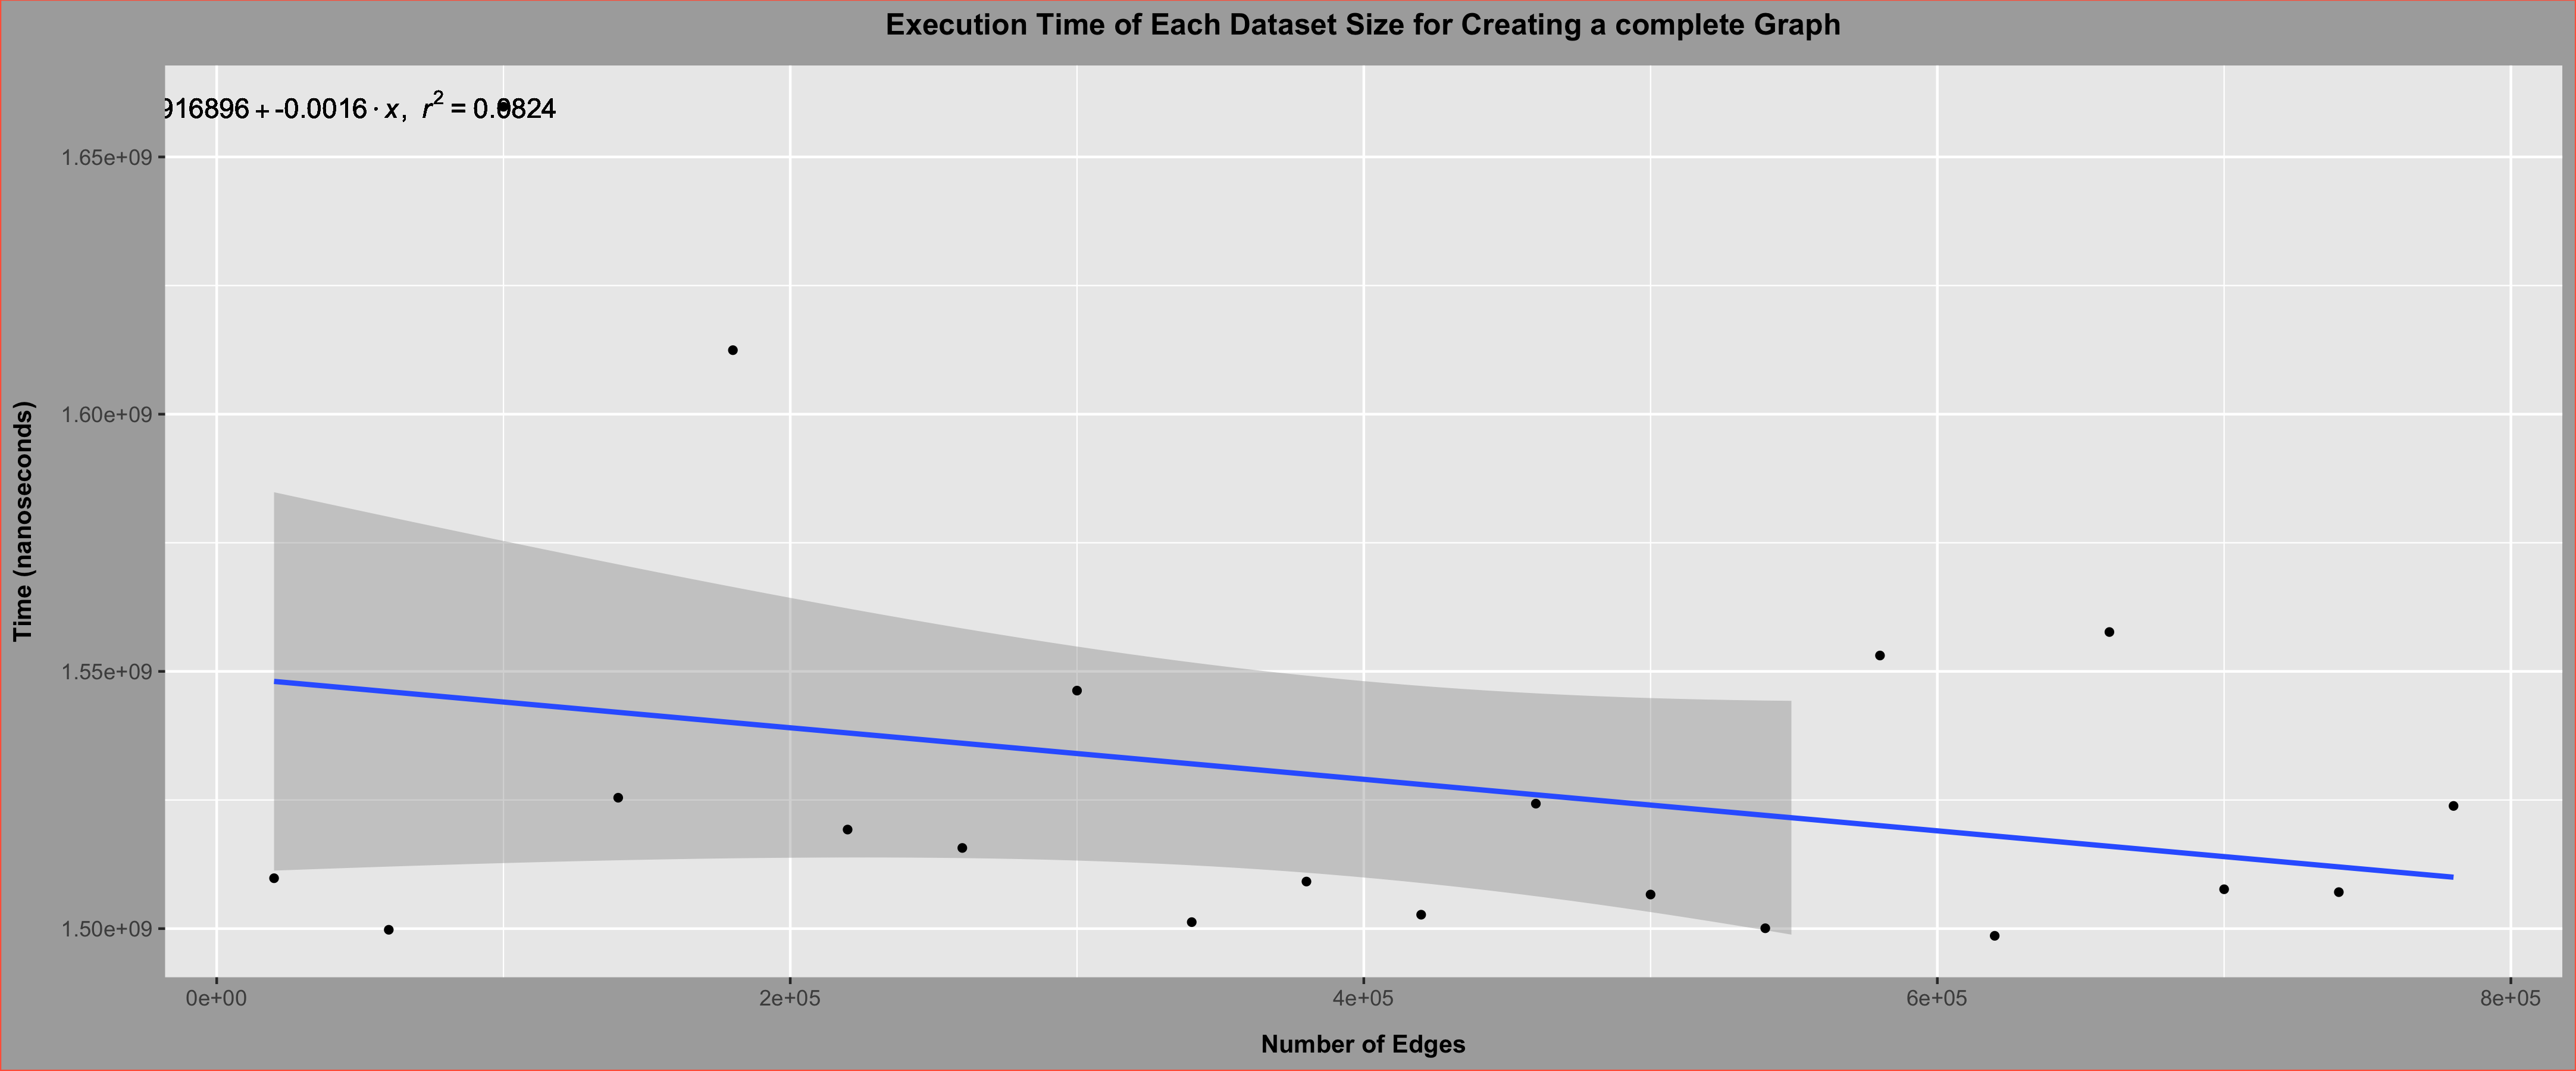 Execution Time of Each Dataset Size for Creating a complete Graph
916896 + -0.0016 · x, r² = 0.0824
1.65e+09
1.60e+09
1.55e+09
1.50e+09
Time (nanoseconds)
0e+00 2e+05 4e+05 6e+05 8e+05
Number of Edges